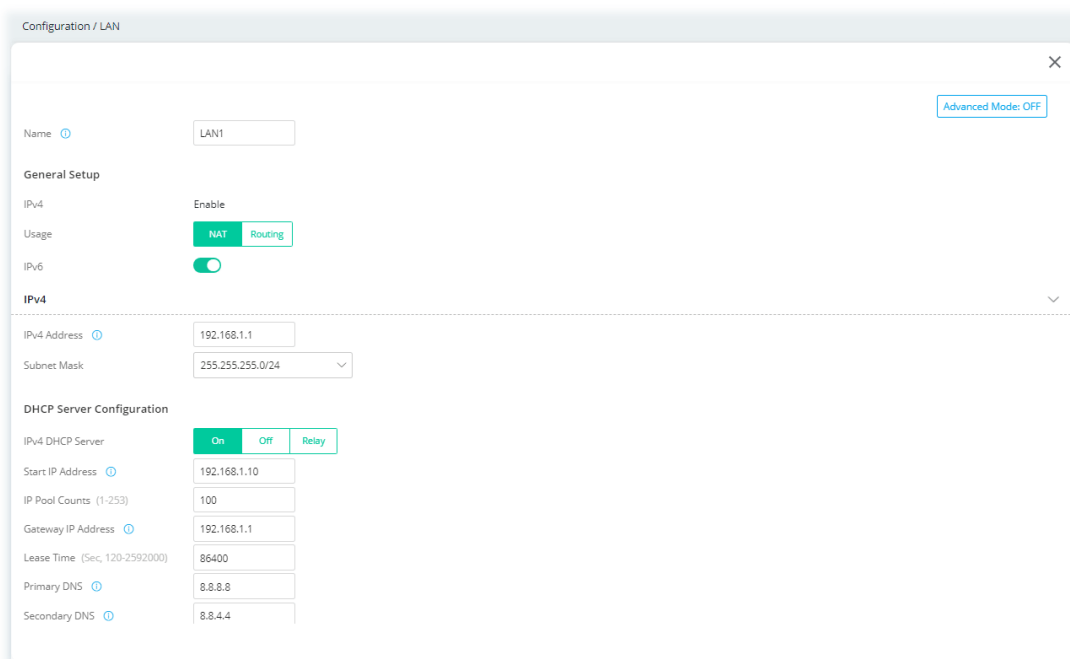 Configuration / LAN
Advanced Mode: OFF
Name LAN1
General Setup
IPv4 Enable
Usage NAT Routing
IPv6
IPv4
IPv4 Address 192.168.1.1
Subnet Mask 255.255.255.0/24
DHCP Server Configuration
IPv4 DHCP Server On Off Relay
Start IP Address 192.168.1.10
IP Pool Counts (1-253) 100
Gateway IP Address 192.168.1.1
Lease Time (Sec, 120-2592000) 86400
Primary DNS 8.8.8.8
Secondary DNS 8.8.4.4